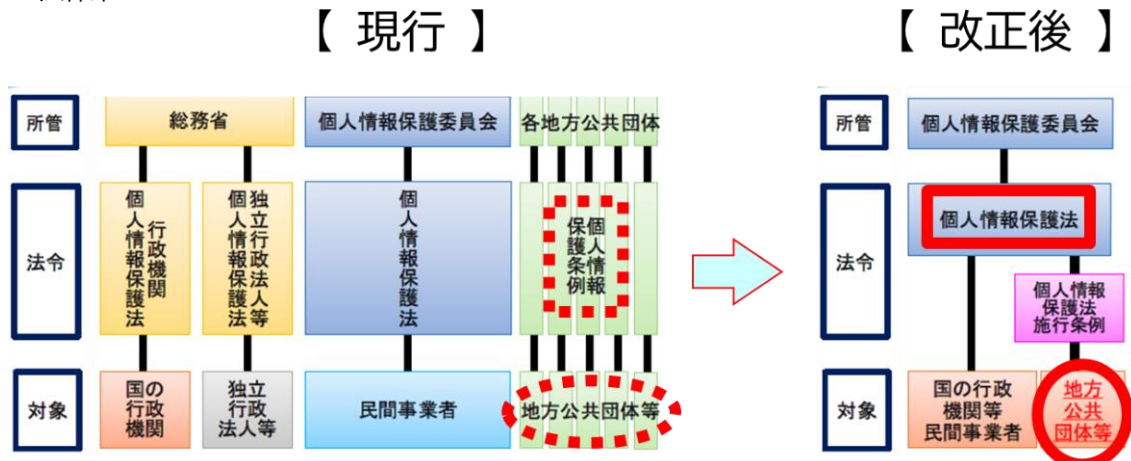 【 現行 】
【 改正後 】
所管
総務省
個人情報保護委員会
各地方公共団体
法令
行政機関
個人情報保護法
独立行政法人等
個人情報保護法
個人情報保護法
個人情報
保護条例
対象
国の
行政
機関
独立
行政
法人等
民間事業者
地方公共団体等
所管
個人情報保護委員会
法令
個人情報保護法
個人情報
保護法
施行条例
対象
国の行政
機関等
民間事業者
地方
公共
団体等